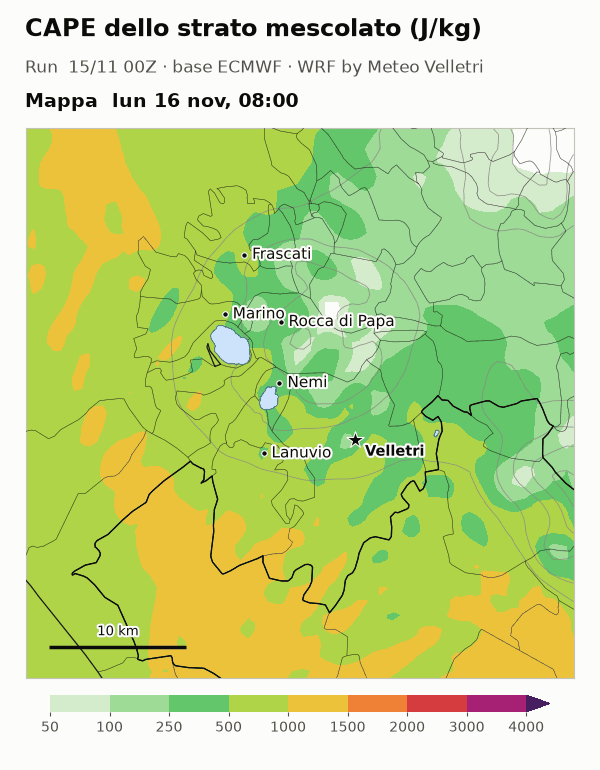 CAPE dello strato mescolato (J/kg)
Run  15/11 00Z · base ECMWF · WRF by Meteo Velletri
Mappa  lun 16 nov, 08:00
Frascati
Marino
Rocca di Papa
Nemi
Velletri
Lanuvio
10 km
50 100 250 500 1000 1500 2000 3000 4000